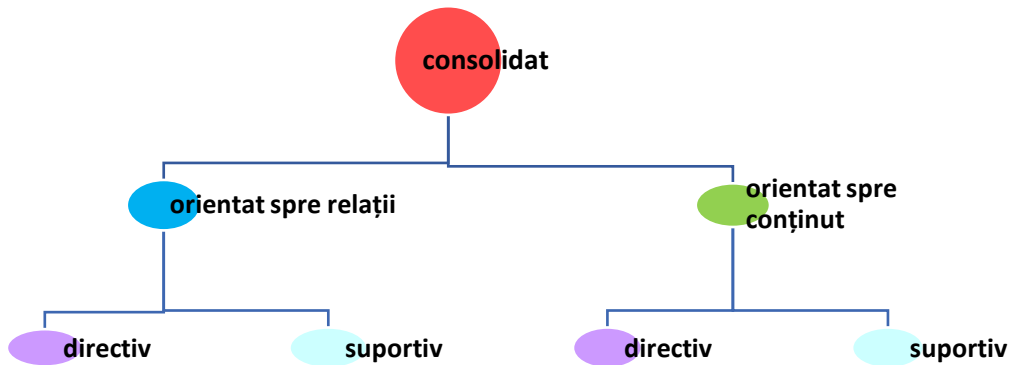 consolidat
orientat spre relații
orientat spre
conținut
directiv
suportiv
directiv
suportiv